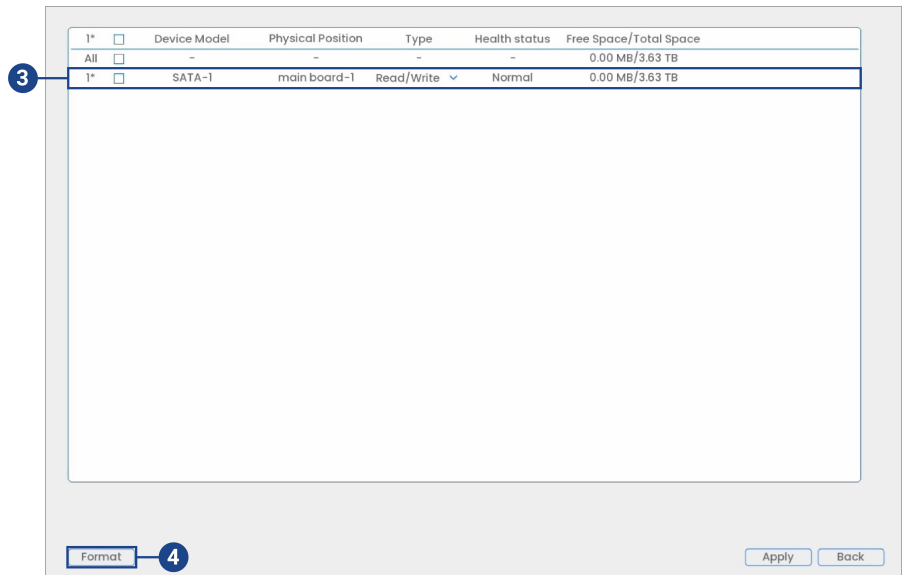 1* Device Model Physical Position Type Health status Free Space/Total Space
All - - - - 0.00 MB/3.63 TB
3 1* SATA-1 main board-1 Read/Write Normal 0.00 MB/3.63 TB
Format 4 Apply Back